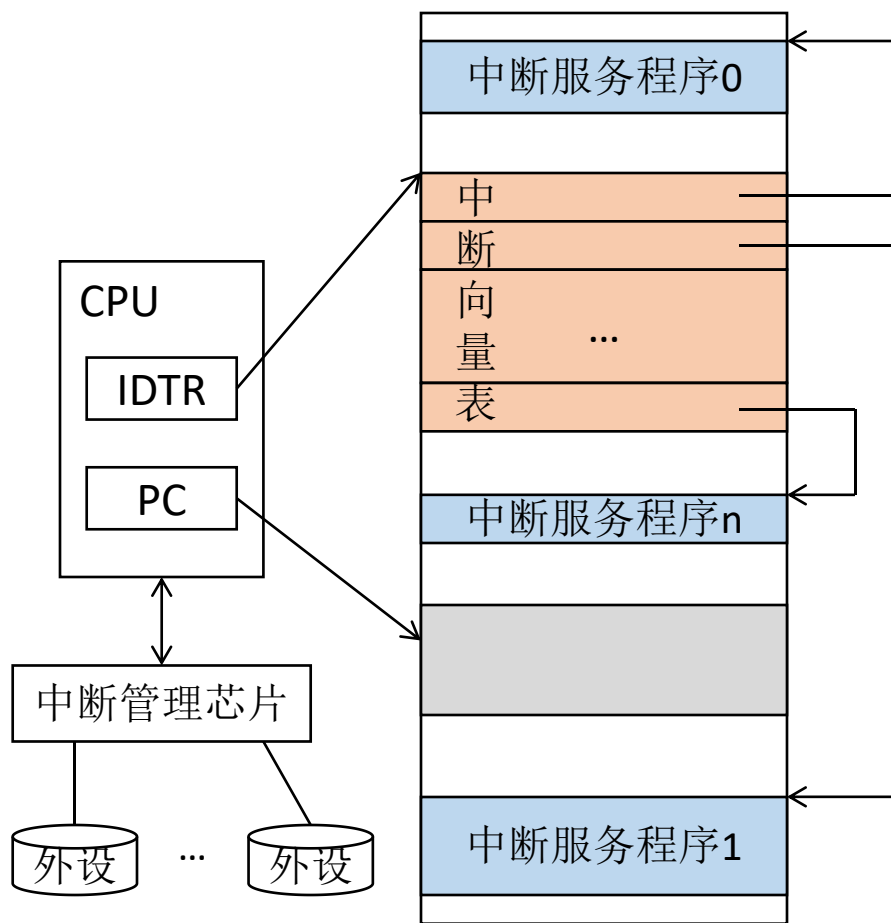 中断服务程序0
中
断
向
量
表
...
中断服务程序n
中断服务程序1
CPU
IDTR
PC
中断管理芯片
外设
...
外设